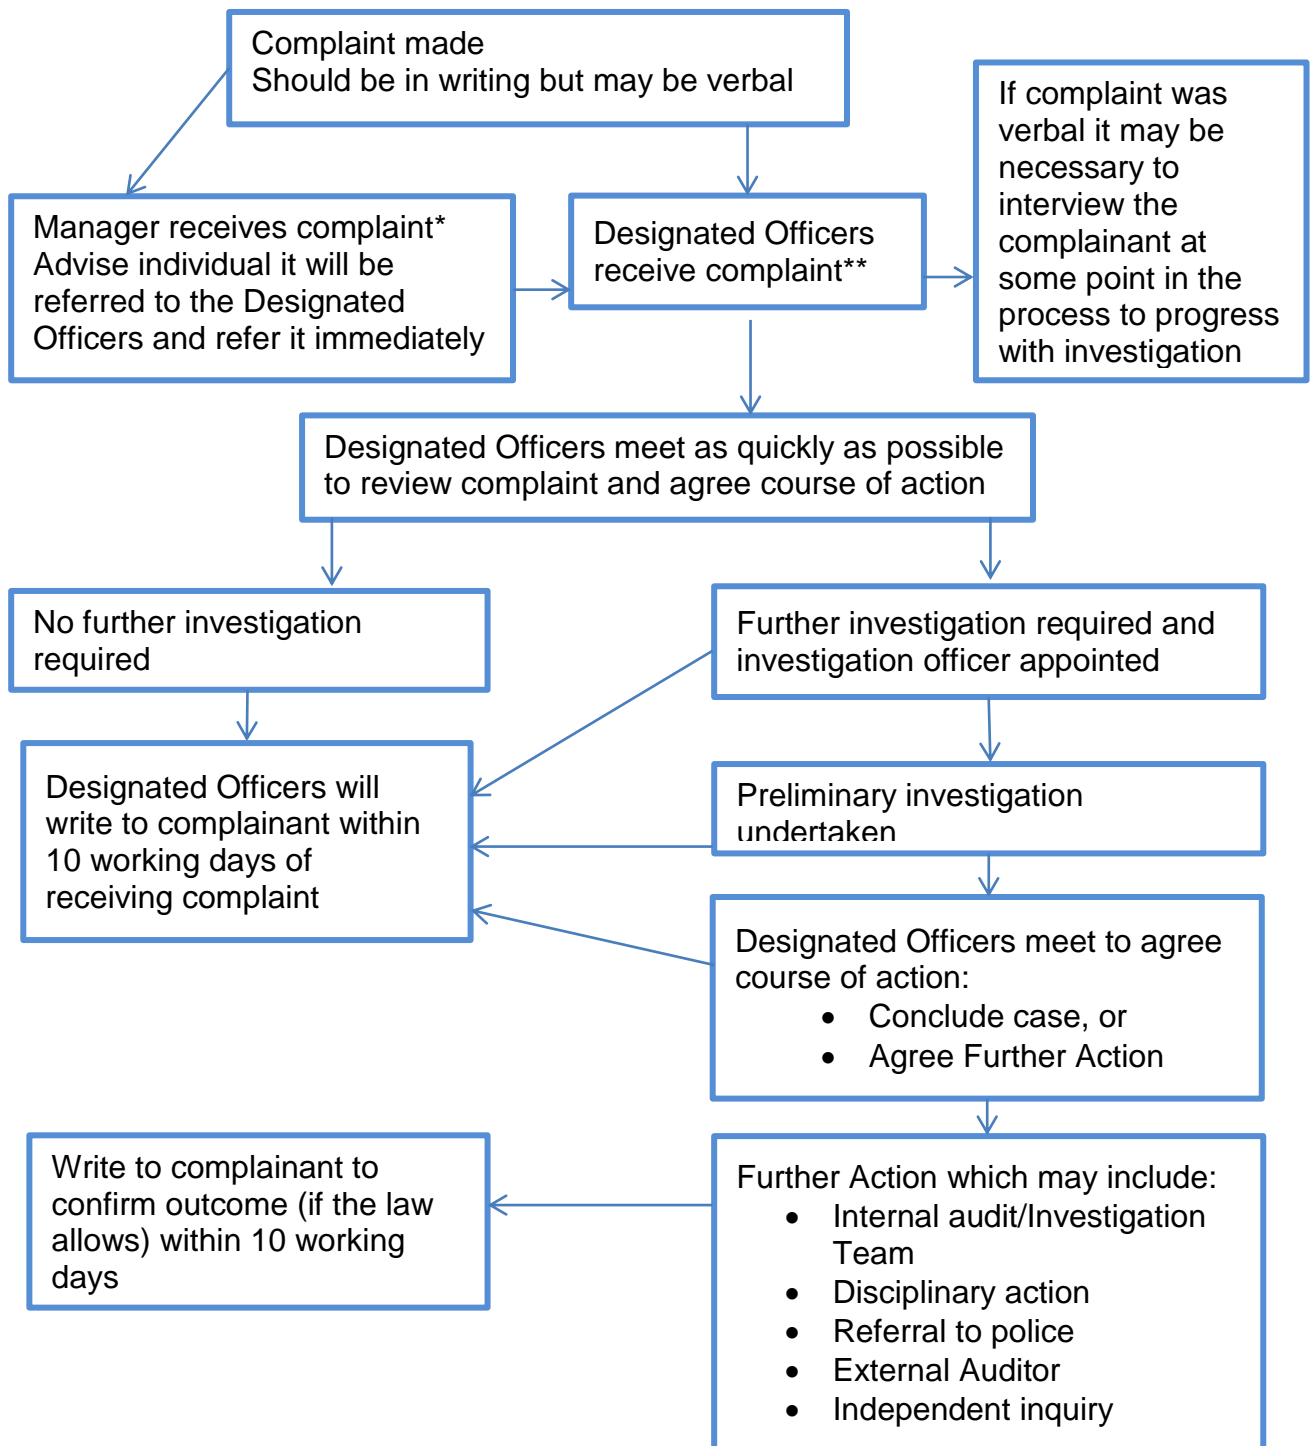 Complaint made
Should be in writing but may be verbal
If complaint was
verbal it may be
necessary to
interview the
complainant at
some point in the
process to progress
with investigation
Manager receives complaint*
Advise individual it will be
referred to the Designated
Officers and refer it immediately
Designated Officers
receive complaint**
Designated Officers meet as quickly as possible
to review complaint and agree course of action
No further investigation
required
Further investigation required and
investigation officer appointed
Designated Officers will
write to complainant within
10 working days of
receiving complaint
Preliminary investigation
undertaken
Designated Officers meet to agree
course of action:
• Conclude case, or
• Agree Further Action
Write to complainant to
confirm outcome (if the law
allows) within 10 working
days
Further Action which may include:
• Internal audit/Investigation
Team
• Disciplinary action
• Referral to police
• External Auditor
• Independent inquiry